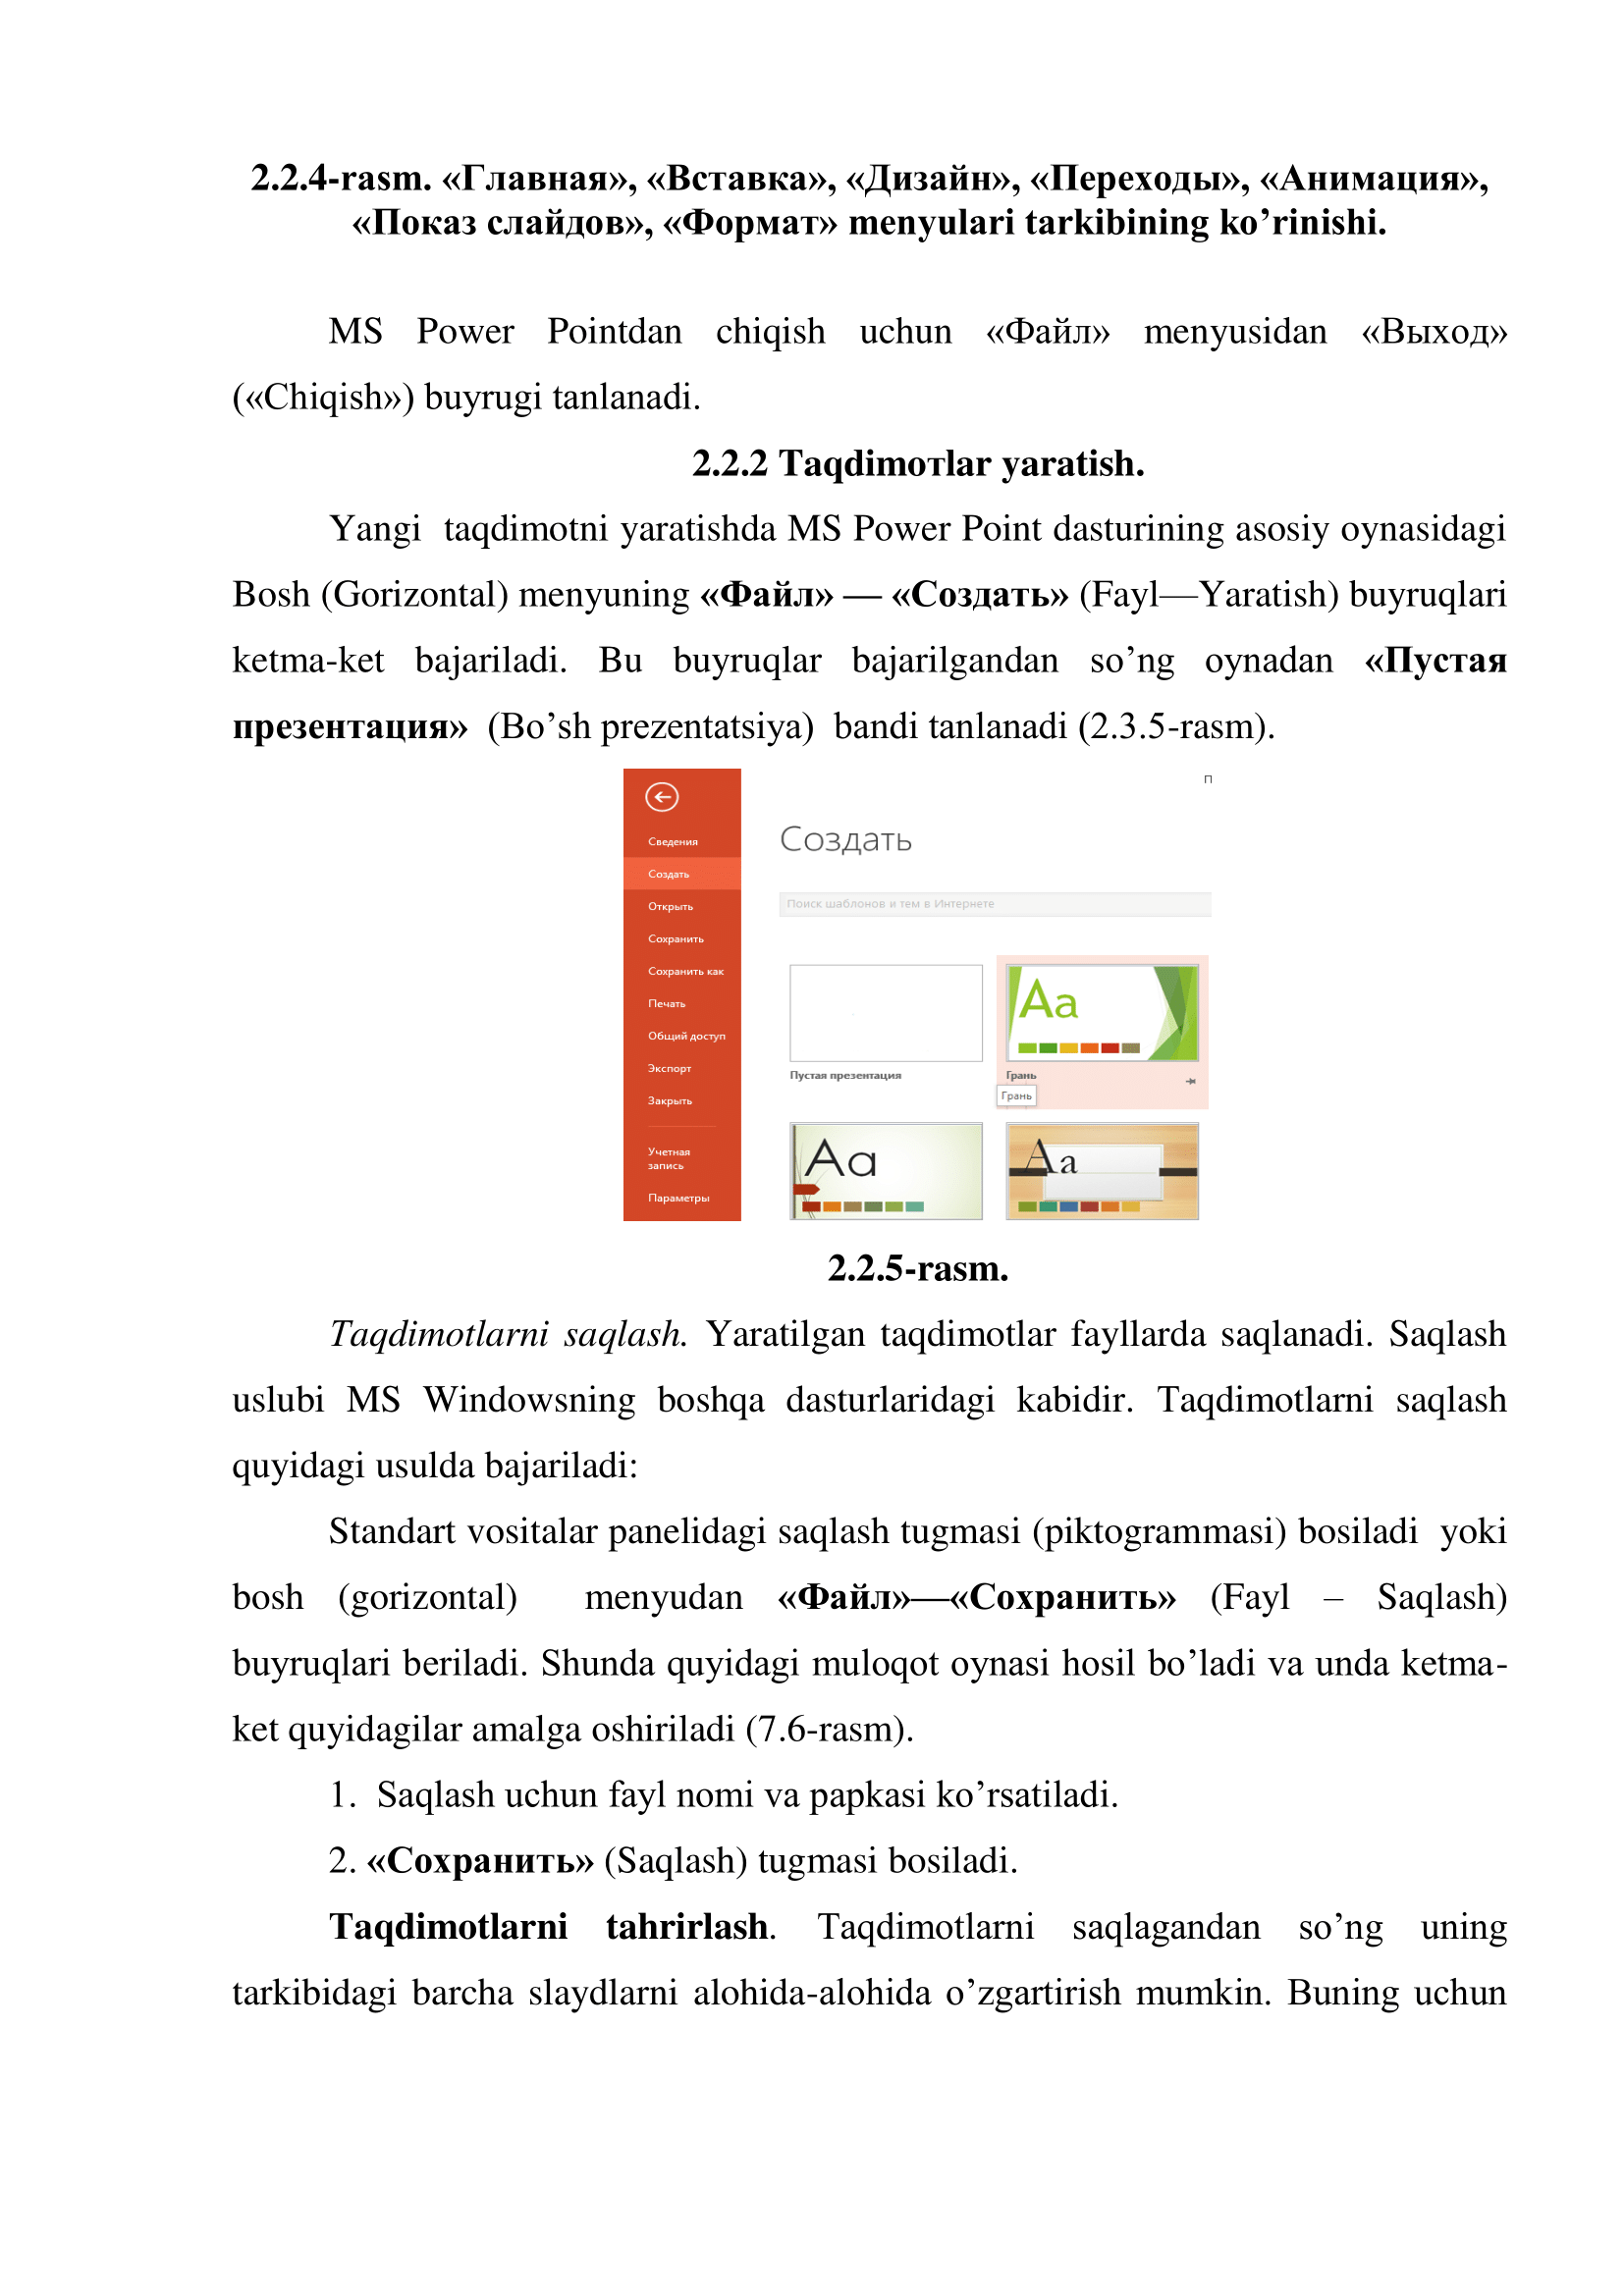 2.2.4-rasm. «Главная», «Вставка», «Дизайн», «Переходы», «Анимация»,
«Показ слайдов», «Формат» menyulari tarkibining ko’rinishi.
MS Power Pointdan chiqish uchun «Файл» menyusidan «Выход»
(«Chiqish») buyrugi tanlanadi.
2.2.2 Taqdimoтlar yaratish.
Yangi taqdimotni yaratishda MS Power Point dasturining asosiy oynasidagi
Bosh (Gorizontal) menyuning «Файл» — «Создать» (Fayl—Yaratish) buyruqlari
ketma-ket bajariladi. Bu buyruqlar bajarilgandan so’ng oynadan «Пустая
презентация» (Bo’sh prezentatsiya) bandi tanlanadi (2.3.5-rasm).
П
Сведения
Создать
Открыть
Сохранить
Сохранить как
Печать
Общий доступ
Экспорт
Закрыть
Учетная
запись
Параметры
Создать
Поиск шаблонов и тем в Интернете
Aa
Пустая презентация
Грань
Грань
Aa
Aa
2.2.5-rasm.
Taqdimotlarni saqlash. Yaratilgan taqdimotlar fayllarda saqlanadi. Saqlash
uslubi MS Windowsning boshqa dasturlaridagi kabidir. Taqdimotlarni saqlash
quyidagi usulda bajariladi:
Standart vositalar panelidagi saqlash tugmasi (piktogrammasi) bosiladi yoki
bosh (gorizontal) menyudan «Файл»—«Сохранить» (Fayl – Saqlash)
buyruqlari beriladi. Shunda quyidagi muloqot oynasi hosil bo’ladi va unda ketma-
ket quyidagilar amalga oshiriladi (7.6-rasm).
1. Saqlash uchun fayl nomi va papkasi ko’rsatiladi.
2. «Сохранить» (Saqlash) tugmasi bosiladi.
Taqdimotlarni tahrirlash. Taqdimotlarni saqlagandan so’ng uning
tarkibidagi barcha slaydlarni alohida-alohida o’zgartirish mumkin. Buning uchun